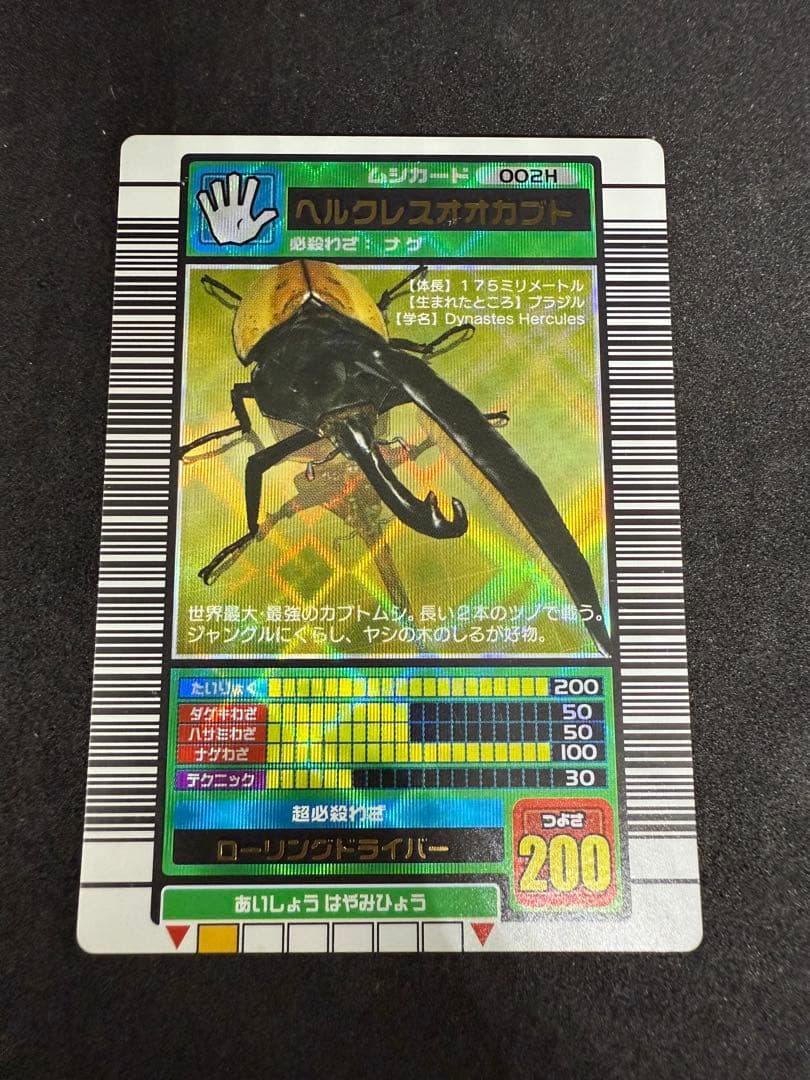 ムシカード 002H
ヘルクレスオオカブト
必殺わざ： ナゲ
【体長】175ミリメートル
【生まれたところ】ブラジル
【学名】Dynastes Hercules
世界最大・最強のカブトムシ。長い2本のツノで戦う。
ジャングルにくらし、ヤシの木のしるが好物。
たいりょく 200
ダゲキわざ 50
ハサミわざ 50
ナゲわざ 100
テクニック 30
超必殺わざ
ローリングドライバー
つよさ
200
あいしょう はやみひょう